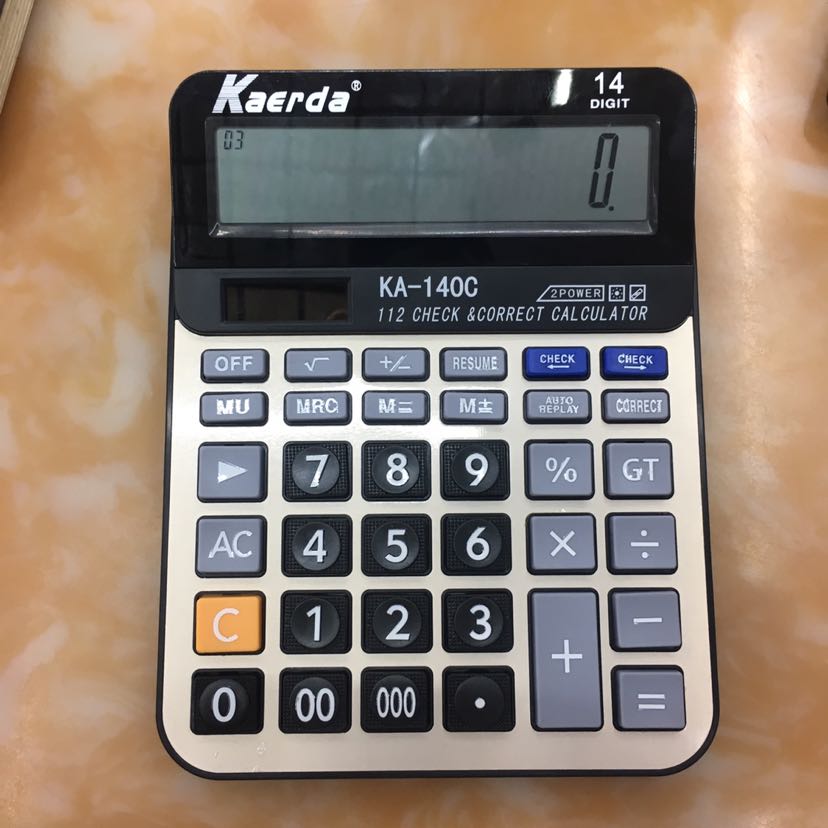 Kaerda® 14
DIGIT
03
0.
KA-140C 2POWER
112 CHECK &CORRECT CALCULATOR
OFF √ +/− RESUME CHECK ← CHECK →
MU MRC M= M± AUTO REPLAY CORRECT
▶ 7 8 9 % GT
AC 4 5 6 × ÷
C 1 2 3 + −
0 00 000 . =